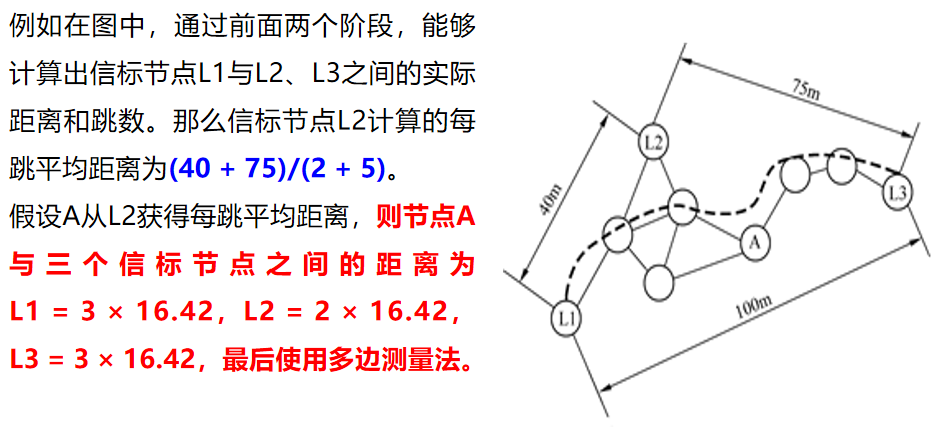 例如在图中，通过前面两个阶段，能够
计算出信标节点L1与L2、L3之间的实际
距离和跳数。那么信标节点L2计算的每
跳平均距离为(40 + 75)/(2 + 5)。
假设A从L2获得每跳平均距离，则节点A
与三个信标节点之间的距离为
L1 = 3 × 16.42，L2 = 2 × 16.42，
L3 = 3 × 16.42，最后使用多边测量法。
75m
L2
40m
L3
A
100m
L1